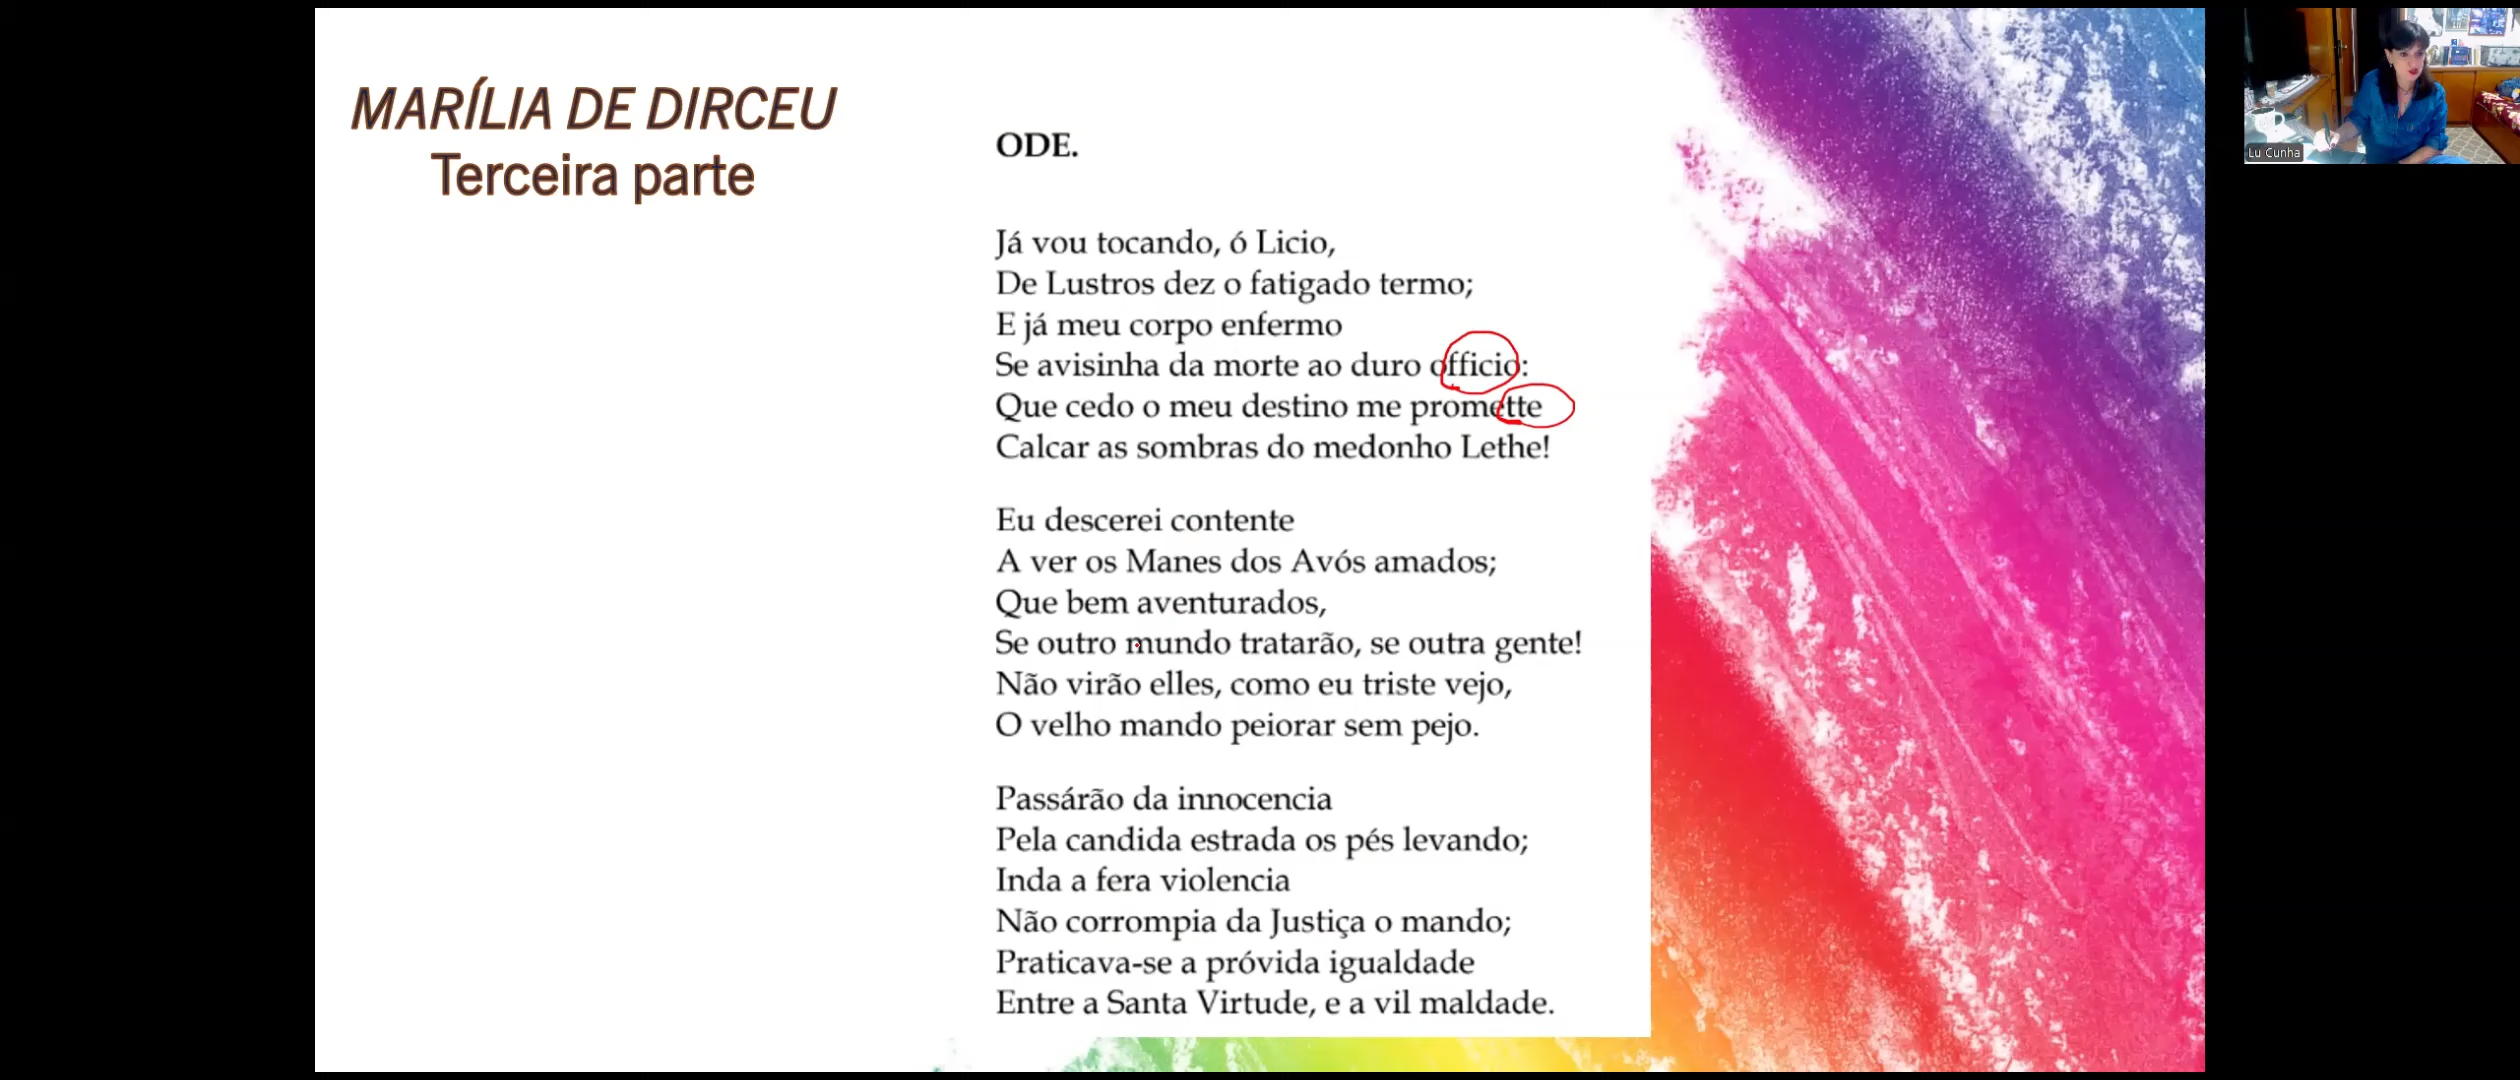 MARÍLIA DE DIRCEU
Terceira parte
ODE.
Já vou tocando, ó Licio,
De Lustros dez o fatigado termo;
E já meu corpo enfermo
Se avisinha da morte ao duro officio:
Que cedo o meu destino me promette
Calcar as sombras do medonho Lethe!
Eu descerei contente
A ver os Manes dos Avós amados;
Que bem aventurados,
Se outro mundo tratarão, se outra gente!
Não virão elles, como eu triste vejo,
O velho mando peiorar sem pejo.
Passárão da innocencia
Pela candida estrada os pés levando;
Inda a fera violencia
Não corrompia da Justiça o mando;
Praticava-se a próvida igualdade
Entre a Santa Virtude, e a vil maldade.
Lu Cunha